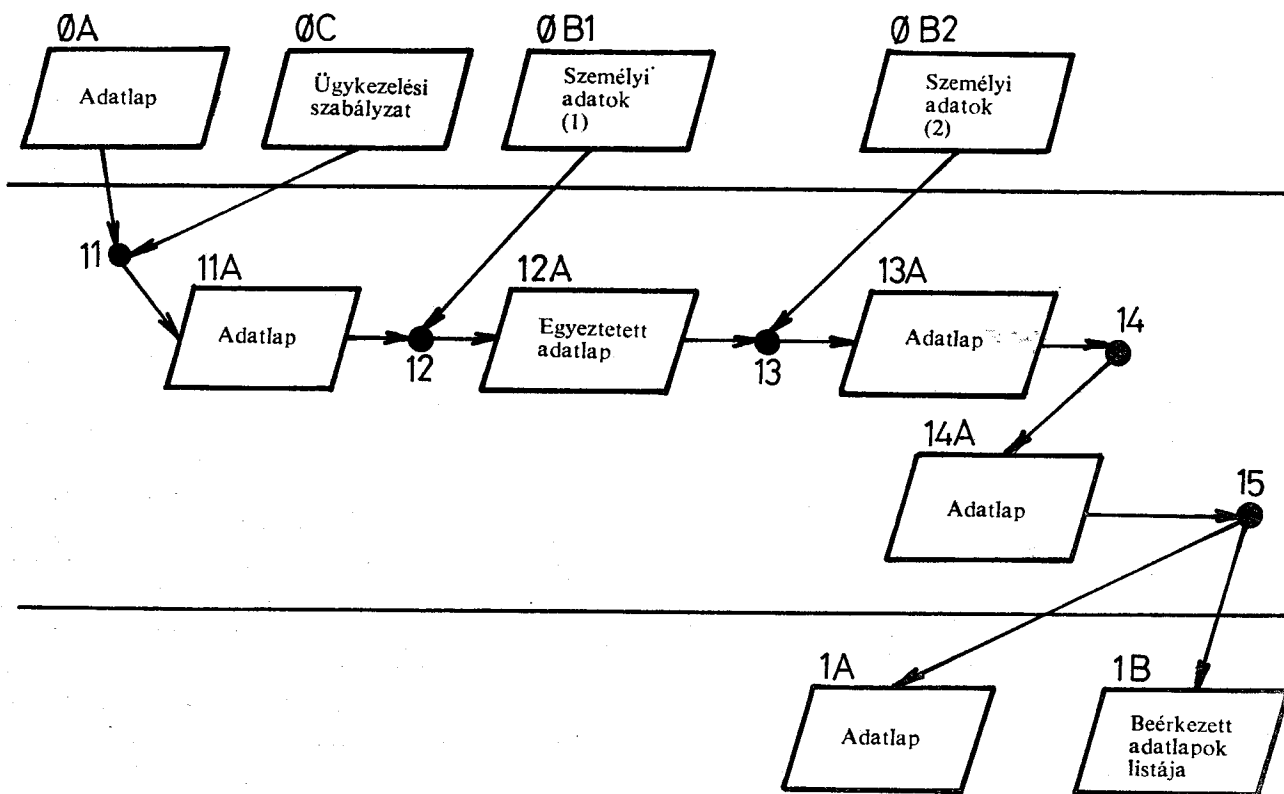 ØA
ØC
ØB1
ØB2
Adatlap
Ügykezelési
szabályzat
Személyi
adatok
(1)
Személyi
adatok
(2)
11
11A
12A
13A
14
Adatlap
12
Egyeztetett
adatlap
13
Adatlap
14A
Adatlap
15
1A
1B
Adatlap
Beérkezett
adatlapok
listája